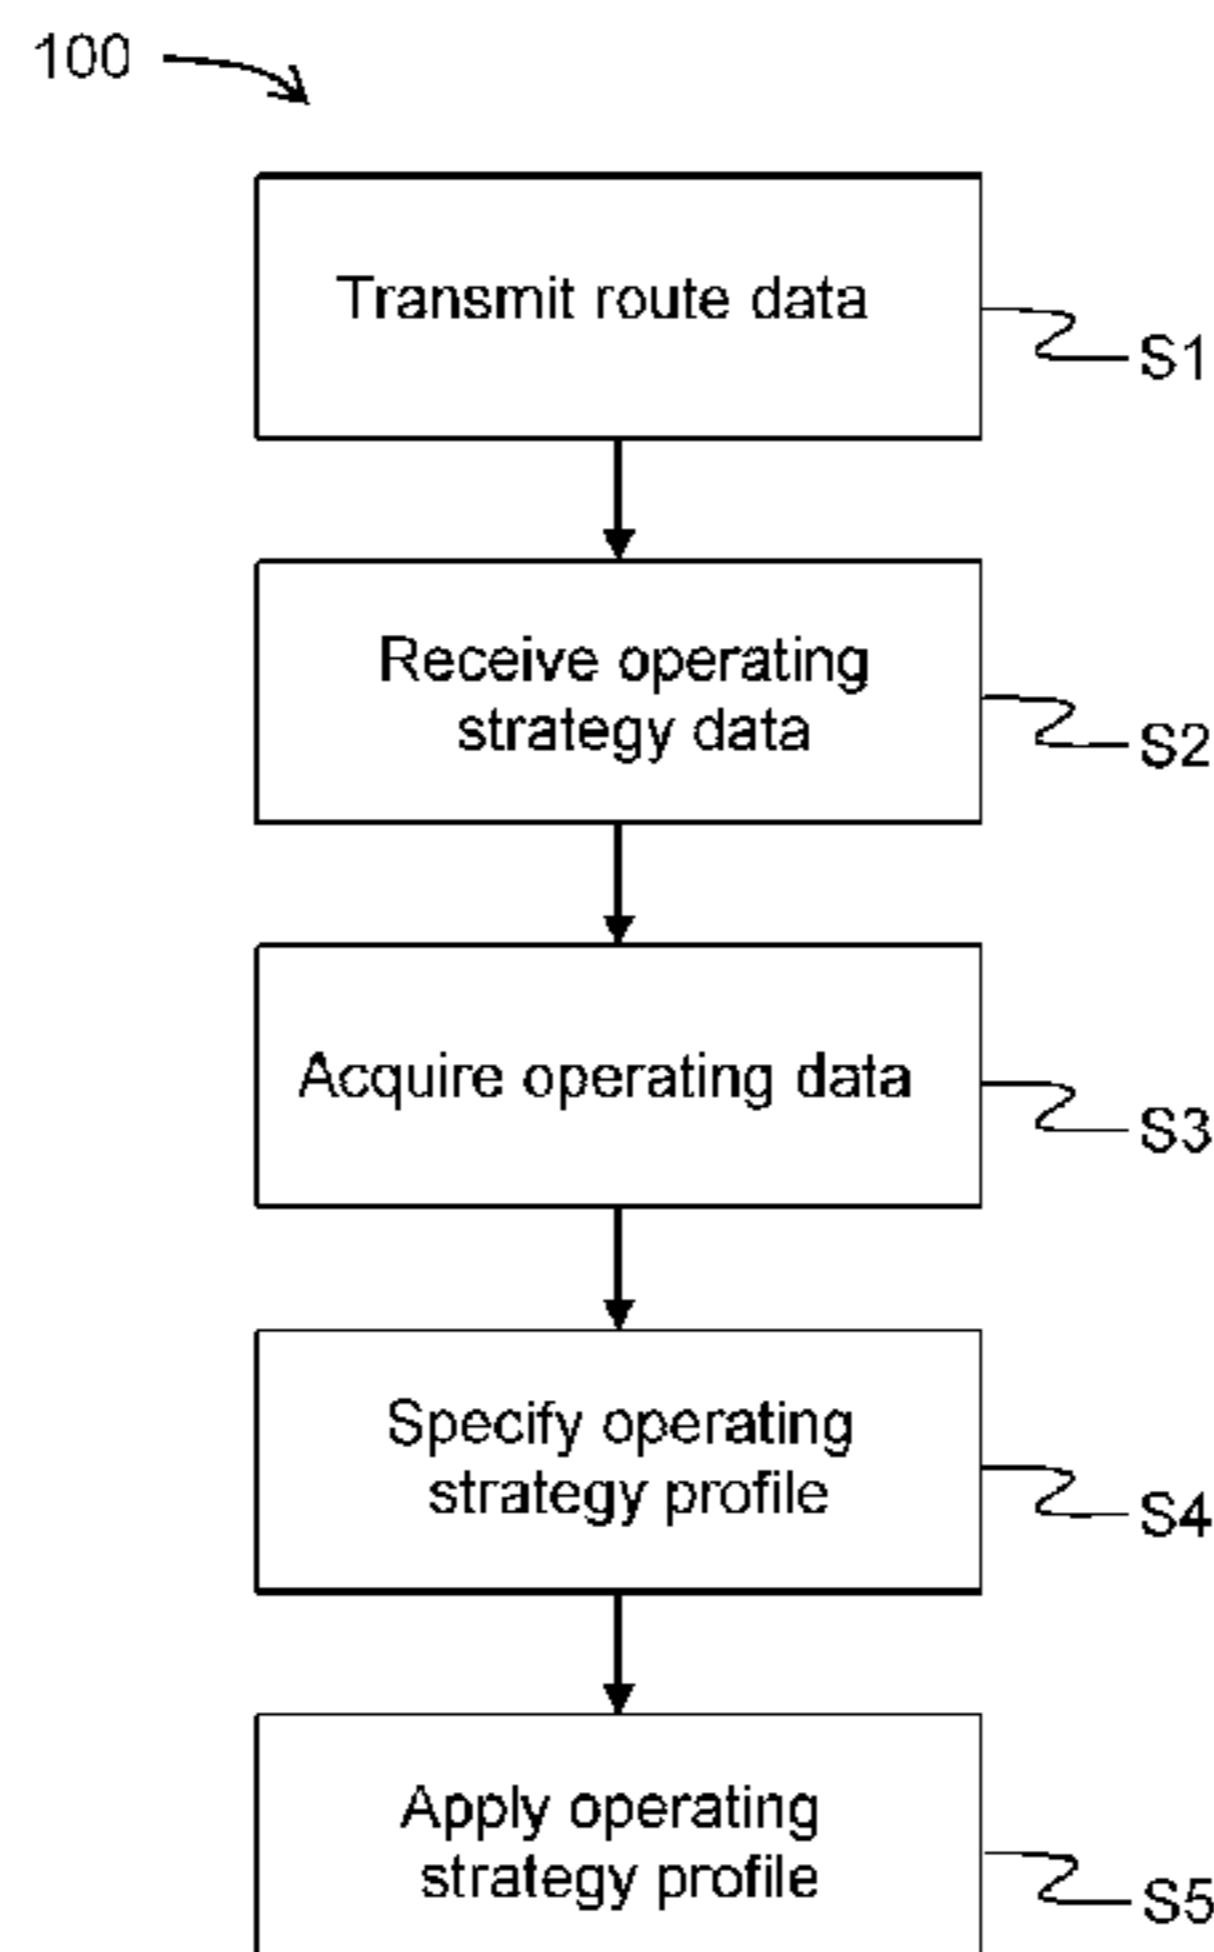 100
Transmit route data
S1
Receive operating
strategy data
S2
Acquire operating data
S3
Specify operating
strategy profile
S4
Apply operating
strategy profile
S5